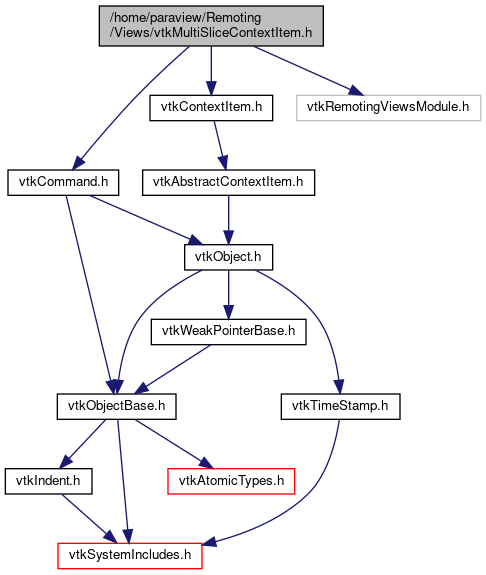 /home/paraview/Remoting
/Views/vtkMultiSliceContextItem.h
vtkContextItem.h
vtkRemotingViewsModule.h
vtkCommand.h
vtkAbstractContextItem.h
vtkObject.h
vtkWeakPointerBase.h
vtkObjectBase.h
vtkTimeStamp.h
vtkIndent.h
vtkAtomicTypes.h
vtkSystemIncludes.h